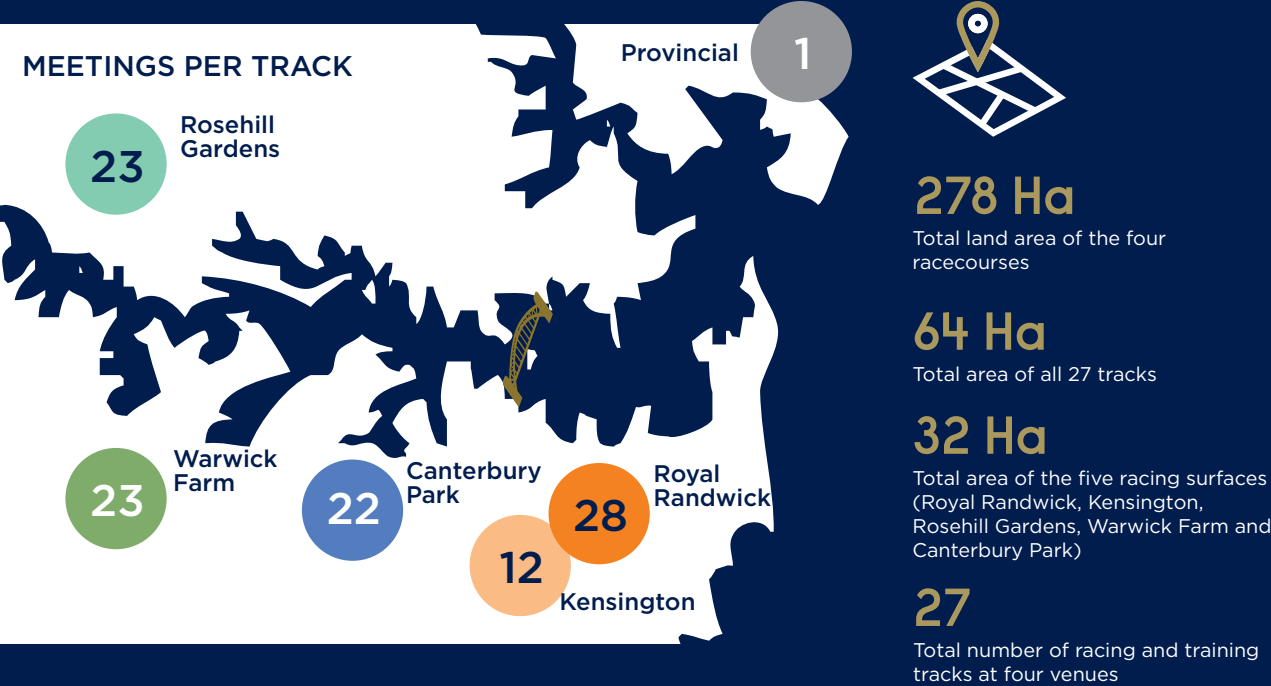 MEETINGS PER TRACK
Provincial
1
23
Rosehill
Gardens
23
Warwick
Farm
22
Canterbury
Park
28
Royal
Randwick
12
Kensington
278 Ha
Total land area of the four
racecourses
64 Ha
Total area of all 27 tracks
32 Ha
Total area of the five racing surfaces
(Royal Randwick, Kensington,
Rosehill Gardens, Warwick Farm and
Canterbury Park)
27
Total number of racing and training
tracks at four venues